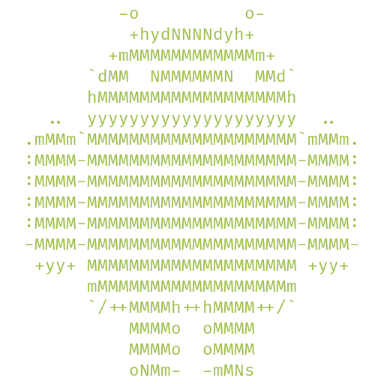 -o          o-
+hydNNNNdyh+
+mMMMMMMMMMMMMm+
`dMM  NMMMMMMN  MMd`
hMMMMMMMMMMMMMMMMMMh
..  yyyyyyyyyyyyyyyyyyyy  ..
.mMMm`MMMMMMMMMMMMMMMMMMMM`mMMm.
:MMMM-MMMMMMMMMMMMMMMMMMMM-MMMM:
:MMMM-MMMMMMMMMMMMMMMMMMMM-MMMM:
:MMMM-MMMMMMMMMMMMMMMMMMMM-MMMM:
:MMMM-MMMMMMMMMMMMMMMMMMMM-MMMM:
-MMMM-MMMMMMMMMMMMMMMMMMMM-MMMM-
+yy+ MMMMMMMMMMMMMMMMMMMM +yy+
mMMMMMMMMMMMMMMMMMMm
`/++MMMMh++hMMMM++/`
MMMMo  oMMMM
MMMMo  oMMMM
oNMm-  -mMNs